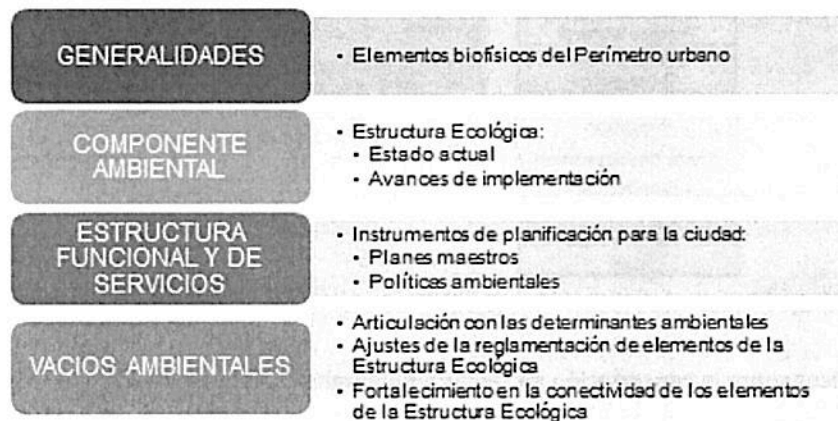 GENERALIDADES
• Elementos biofísicos del Perímetro urbano
COMPONENTE
AMBIENTAL
• Estructura Ecológica:
• Estado actual
• Avances de implementación
ESTRUCTURA
FUNCIONAL Y DE
SERVICIOS
• Instrumentos de planificación para la ciudad:
• Planes maestros
• Políticas ambientales
VACIOS AMBIENTALES
• Articulación con las determinantes ambientales
• Ajustes de la reglamentación de elementos de la
Estructura Ecológica
• Fortalecimiento en la conectividad de los elementos
de la Estructura Ecológica